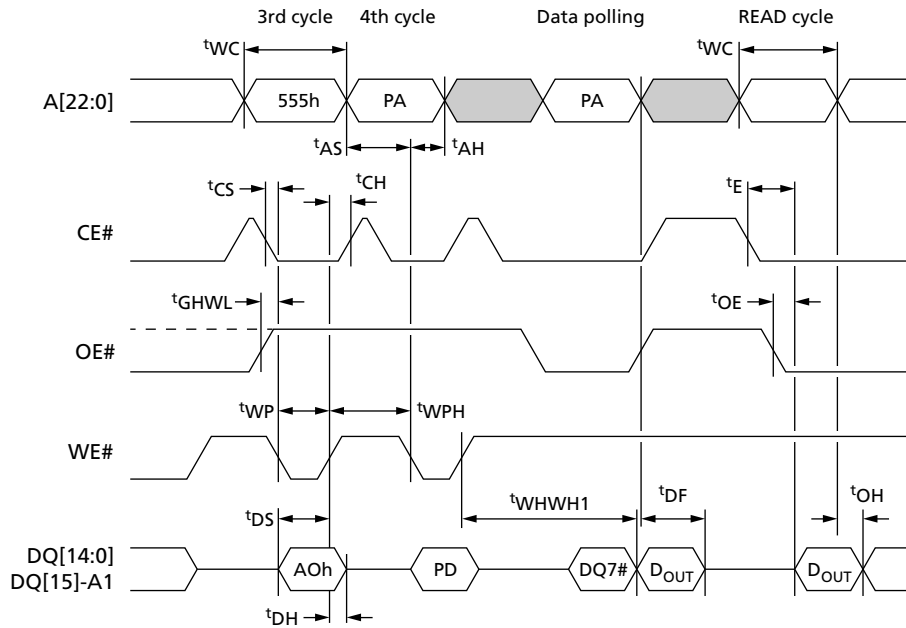 3rd cycle 4th cycle Data polling READ cycle
tWC tWC
A[22:0] 555h PA PA
tAS tAH
tCS tCH tE
CE#
tGHWL tOE
OE#
tWP tWPH
WE#
tWHWH1 tDF tOH
tDS
DQ[14:0]
DQ[15]-A1
AOh PD DQ7# DOUT DOUT
tDH